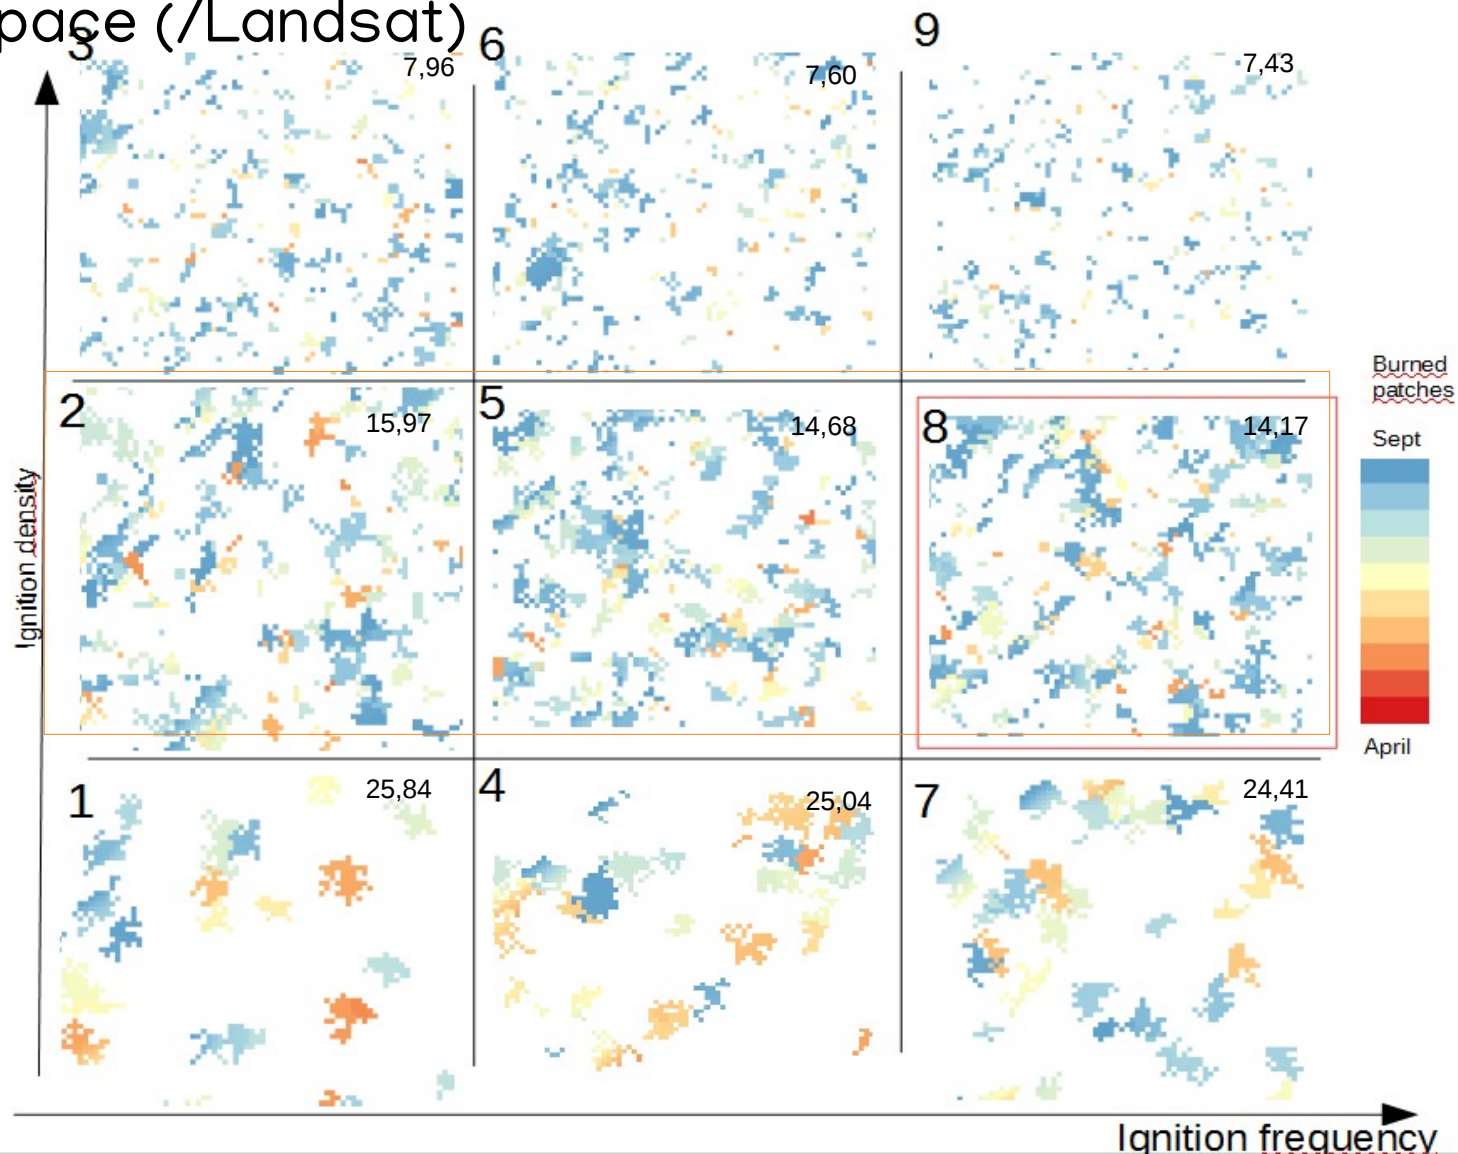 pace (/Landsat)
3
7,96
6
7,60
9
7,43
Ignition density
2
15,97
5
14,68
8
14,17
Burned
patches
Sept
April
1
25,84
4
25,04
7
24,41
Ignition frequency